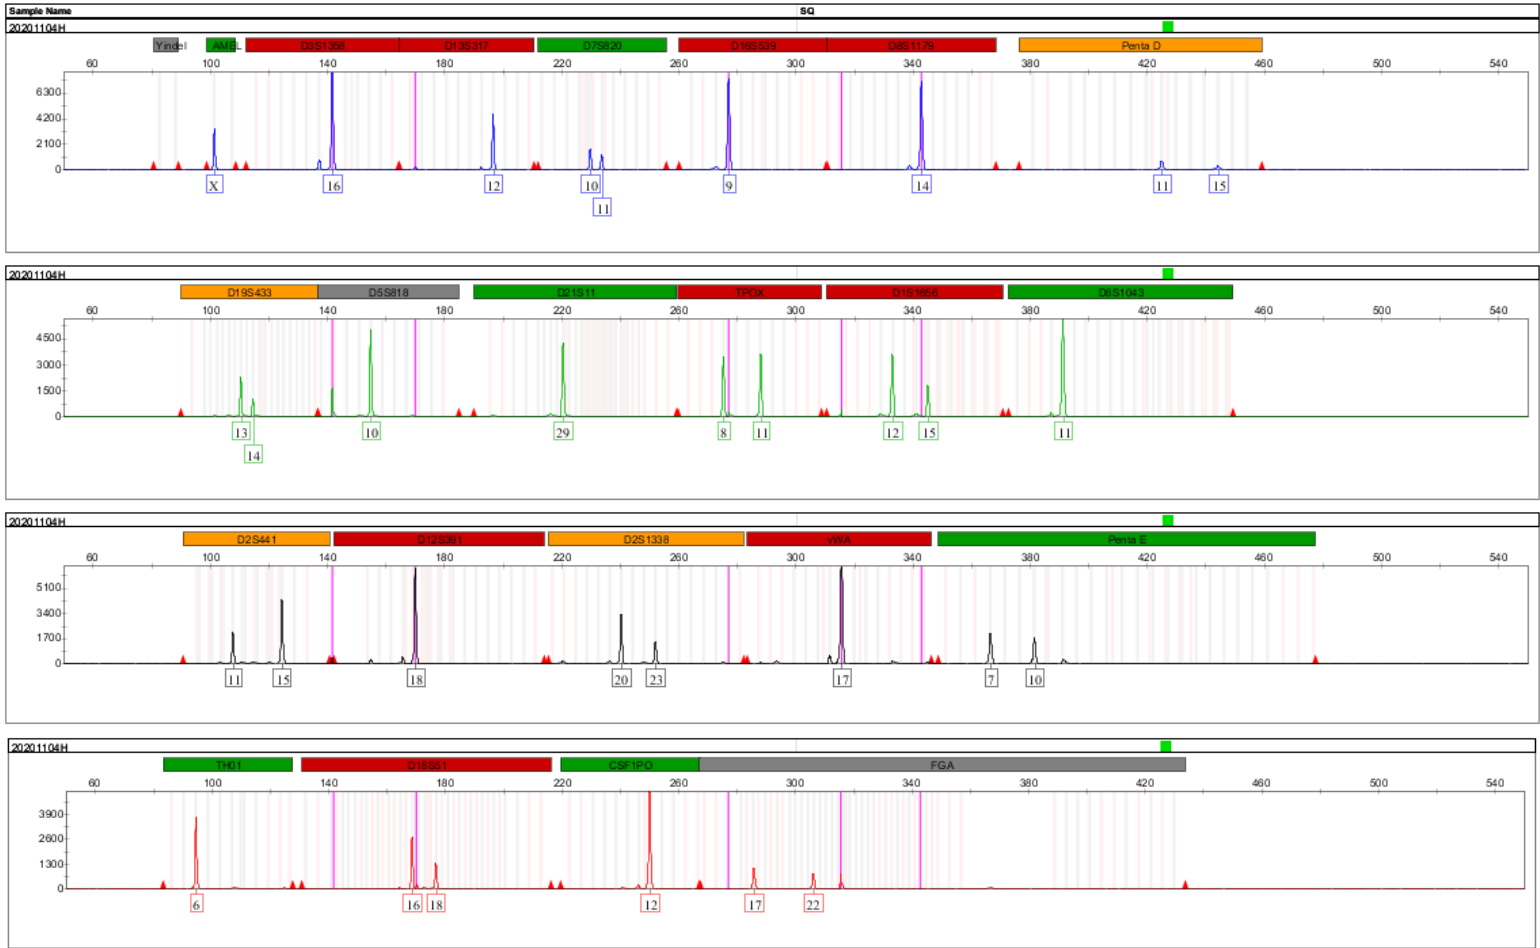 Sample Name SQ
20201104H
Yindel AMEL D3S1358 D13S317 D7S820 D16S539 D8S1179 Penta D
60 100 140 180 220 260 300 340 380 420 460 500 540
6300
4200
2100
0
X 16 12 10 9 14 11 15
11
20201104H
D19S433 D5S818 D21S11 TPOX D1S1656 D6S1043
60 100 140 180 220 260 300 340 380 420 460 500 540
4500
3000
1500
0
13 10 29 8 11 12 15 11
14
20201104H
D2S441 D12S391 D2S1338 vWA Penta E
60 100 140 180 220 260 300 340 380 420 460 500 540
5100
3400
1700
0
11 15 18 20 23 17 7 10
20201104H
TH01 D18S51 CSF1PO FGA
60 100 140 180 220 260 300 340 380 420 460 500 540
3900
2600
1300
0
6 16 18 12 17 22